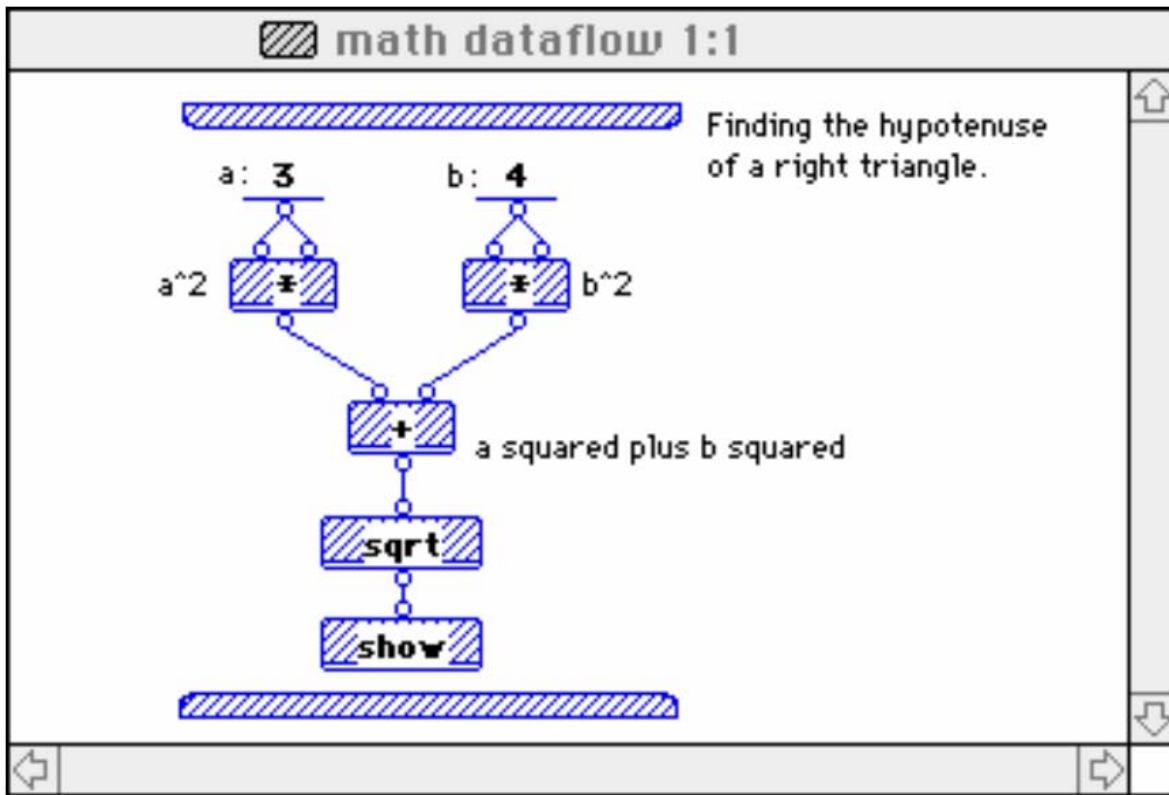 math dataflow 1:1
Finding the hypotenuse
of a right triangle.
a: 3
b: 4
a^2
*
*
b^2
+
a squared plus b squared
sqrt
show